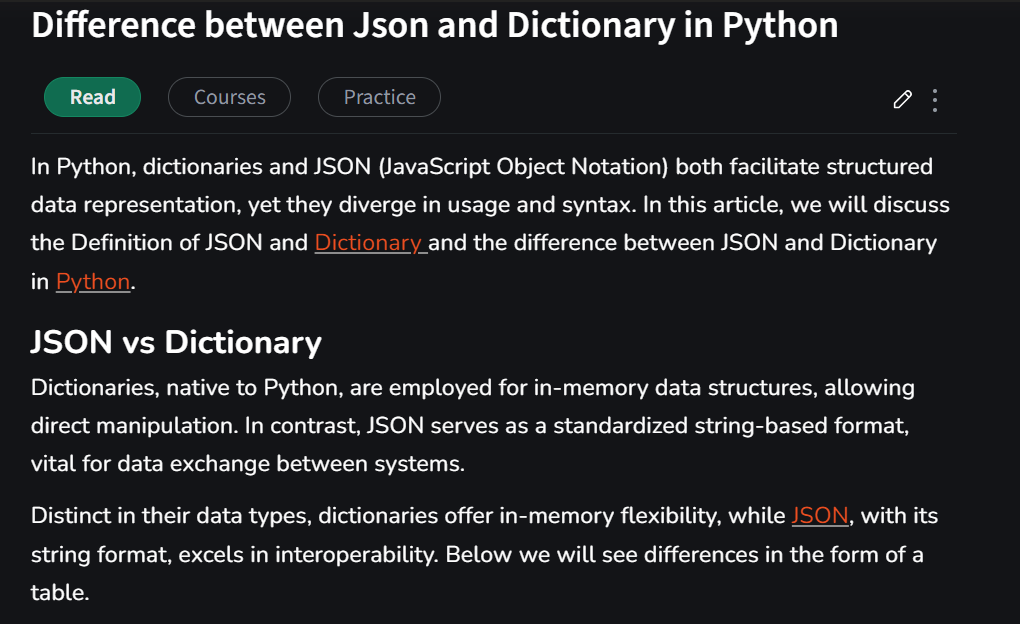 Difference between Json and Dictionary in Python
Read
Courses
Practice
In Python, dictionaries and JSON (JavaScript Object Notation) both facilitate structured
data representation, yet they diverge in usage and syntax. In this article, we will discuss
the Definition of JSON and Dictionary and the difference between JSON and Dictionary
in Python.
JSON vs Dictionary
Dictionaries, native to Python, are employed for in-memory data structures, allowing
direct manipulation. In contrast, JSON serves as a standardized string-based format,
vital for data exchange between systems.
Distinct in their data types, dictionaries offer in-memory flexibility, while JSON, with its
string format, excels in interoperability. Below we will see differences in the form of a
table.